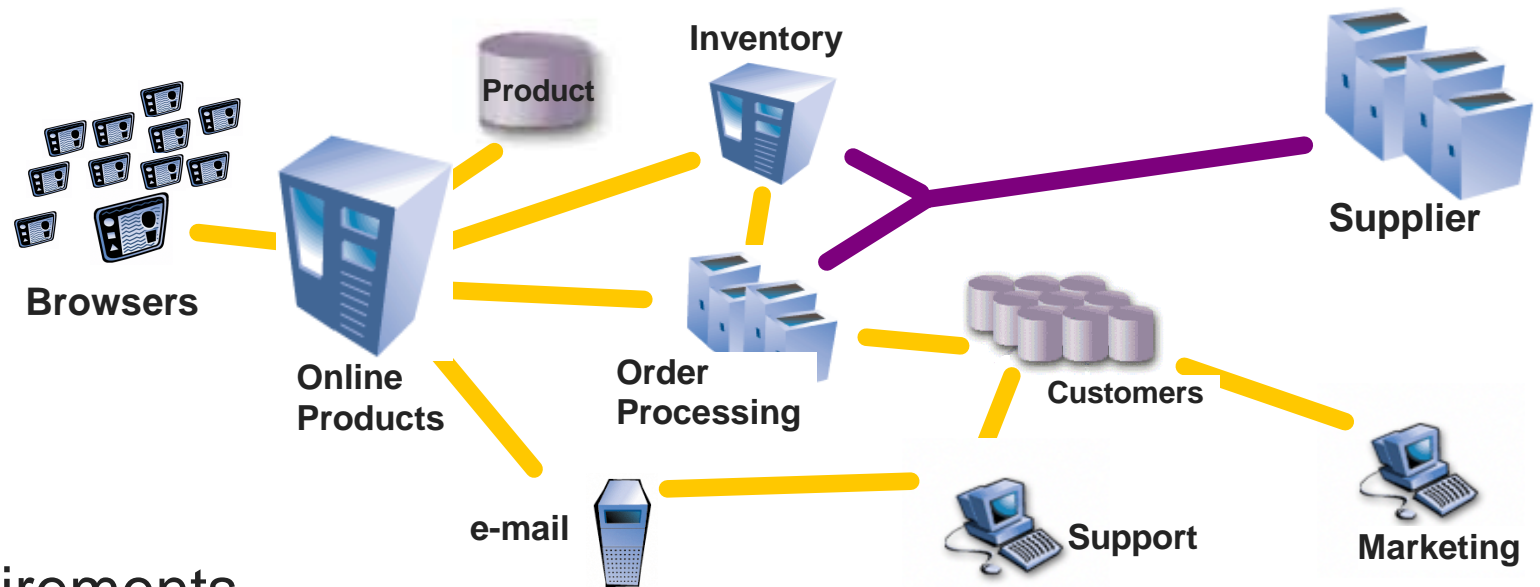 Inventory
Product
Supplier
Browsers
Online
Products
Order
Processing
Customers
e-mail
Support
Marketing